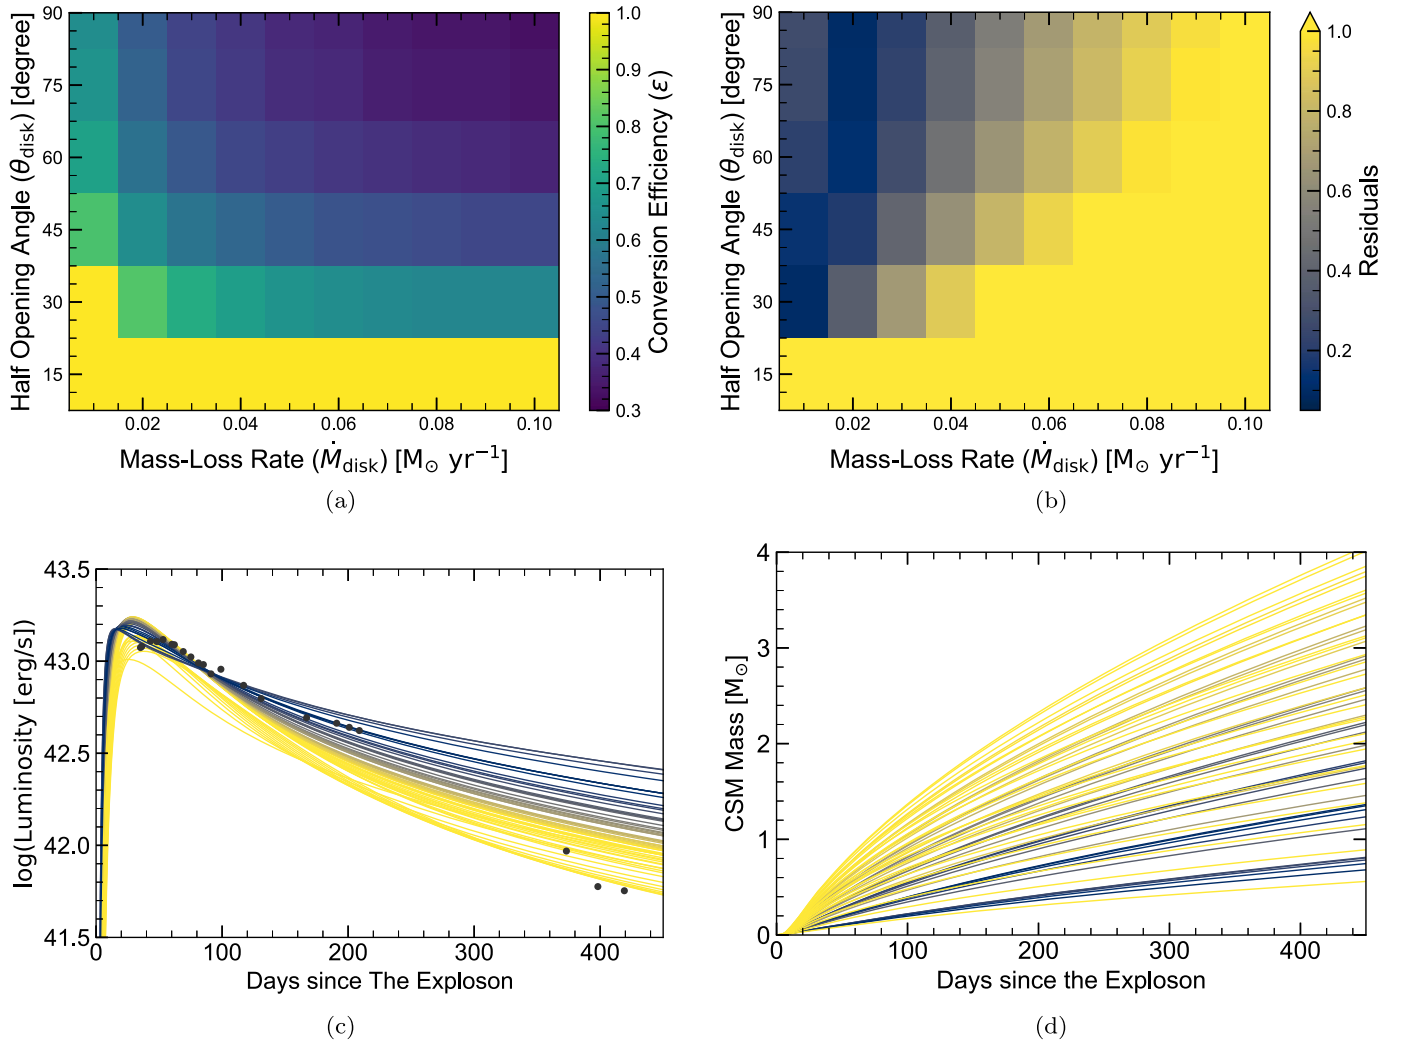 90
75
60
45
30
15
Half Opening Angle (θdisk) [degree]
0.02 0.04 0.06 0.08 0.10
Mass-Loss Rate (Ṁdisk) [M⊙ yr⁻¹]
1.0
0.9
0.8
0.7
0.6
0.5
0.4
0.3
Conversion Efficiency (ε)
(a)
90
75
60
45
30
15
Half Opening Angle (θdisk) [degree]
0.02 0.04 0.06 0.08 0.10
Mass-Loss Rate (Ṁdisk) [M⊙ yr⁻¹]
1.0
0.8
0.6
0.4
0.2
Residuals
(b)
43.5
43.0
42.5
42.0
41.5
log(Luminosity [erg/s])
0 100 200 300 400
Days since The Exploson
(c)
4
3
2
1
0
CSM Mass [M⊙]
0 100 200 300 400
Days since the Explosion
(d)